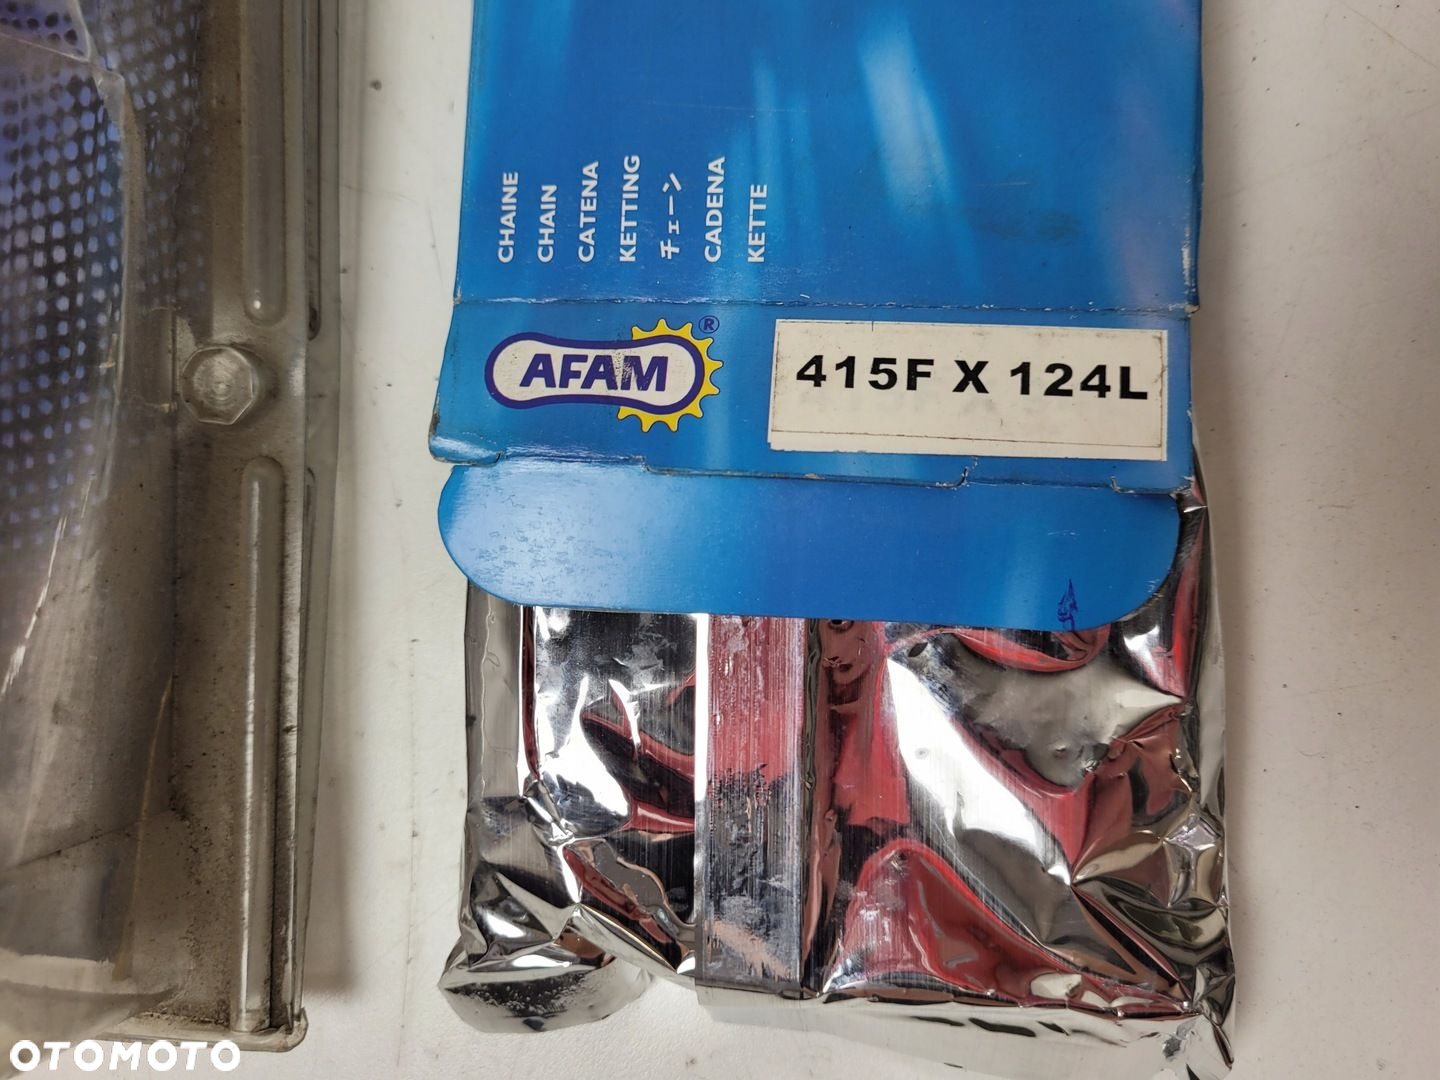 CHAINE
CHAIN
CATENA
KETTING
チェーン
CADENA
KETTE
AFAM®
415F X 124L
OTOMOTO